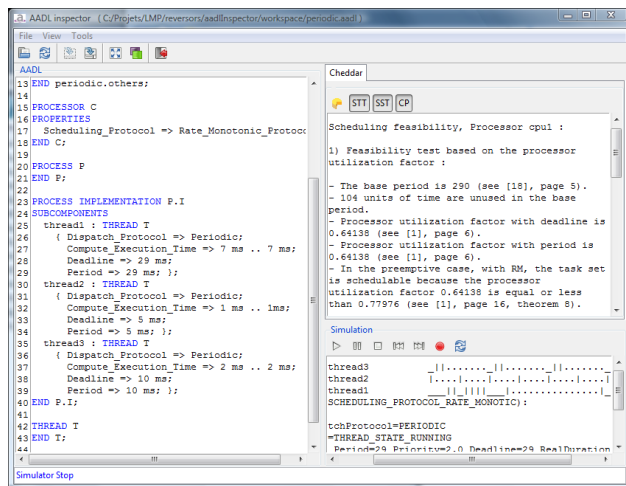 AADL inspector ( C:/Projets/LMP/reversors/aadlInspector/workspace/periodic.aadl )
File View Tools
AADL
13 END periodic.others;
14
15 PROCESSOR C
16 PROPERTIES
17 Scheduling_Protocol => Rate_Monotonic_Protoc
18 END C;
19
20 PROCESS P
21 END P;
22
23 PROCESS IMPLEMENTATION P.I
24 SUBCOMPONENTS
25 thread1 : THREAD T
26 { Dispatch_Protocol => Periodic;
27 Compute_Execution_Time => 7 ms .. 7 ms;
28 Deadline => 29 ms;
29 Period => 29 ms; };
30 thread2 : THREAD T
31 { Dispatch_Protocol => Periodic;
32 Compute_Execution_Time => 1 ms .. 1ms;
33 Deadline => 5 ms;
34 Period => 5 ms; };
35 thread3 : THREAD T
36 { Dispatch_Protocol => Periodic;
37 Compute_Execution_Time => 2 ms .. 2 ms;
38 Deadline => 10 ms;
39 Period => 10 ms; };
40 END P.I;
41
42 THREAD T
43 END T;
44
Cheddar
STT SST CP
Scheduling feasibility, Processor cpu1 :
1) Feasibility test based on the processor
utilization factor :
- The base period is 290 (see [18], page 5).
- 104 units of time are unused in the base
period.
- Processor utilization factor with deadline is
0.64138 (see [1], page 6).
- Processor utilization factor with period is
0.64138 (see [1], page 6).
- In the preemptive case, with RM, the task set
is schedulable because the processor
utilization factor 0.64138 is equal or less
than 0.77976 (see [1], page 16, theorem 8).
Simulation
thread3 _||......._||......._||......._
thread2 |....|....|....|....|....|....|
thread1 ___||_||||___|...............|
SCHEDULING_PROTOCOL_RATE_MONOTIC):
tchProtocol=PERIODIC
=THREAD_STATE_RUNNING
Period=29 Priority=2.0 Deadline=29 RealDuration
Simulator Stop